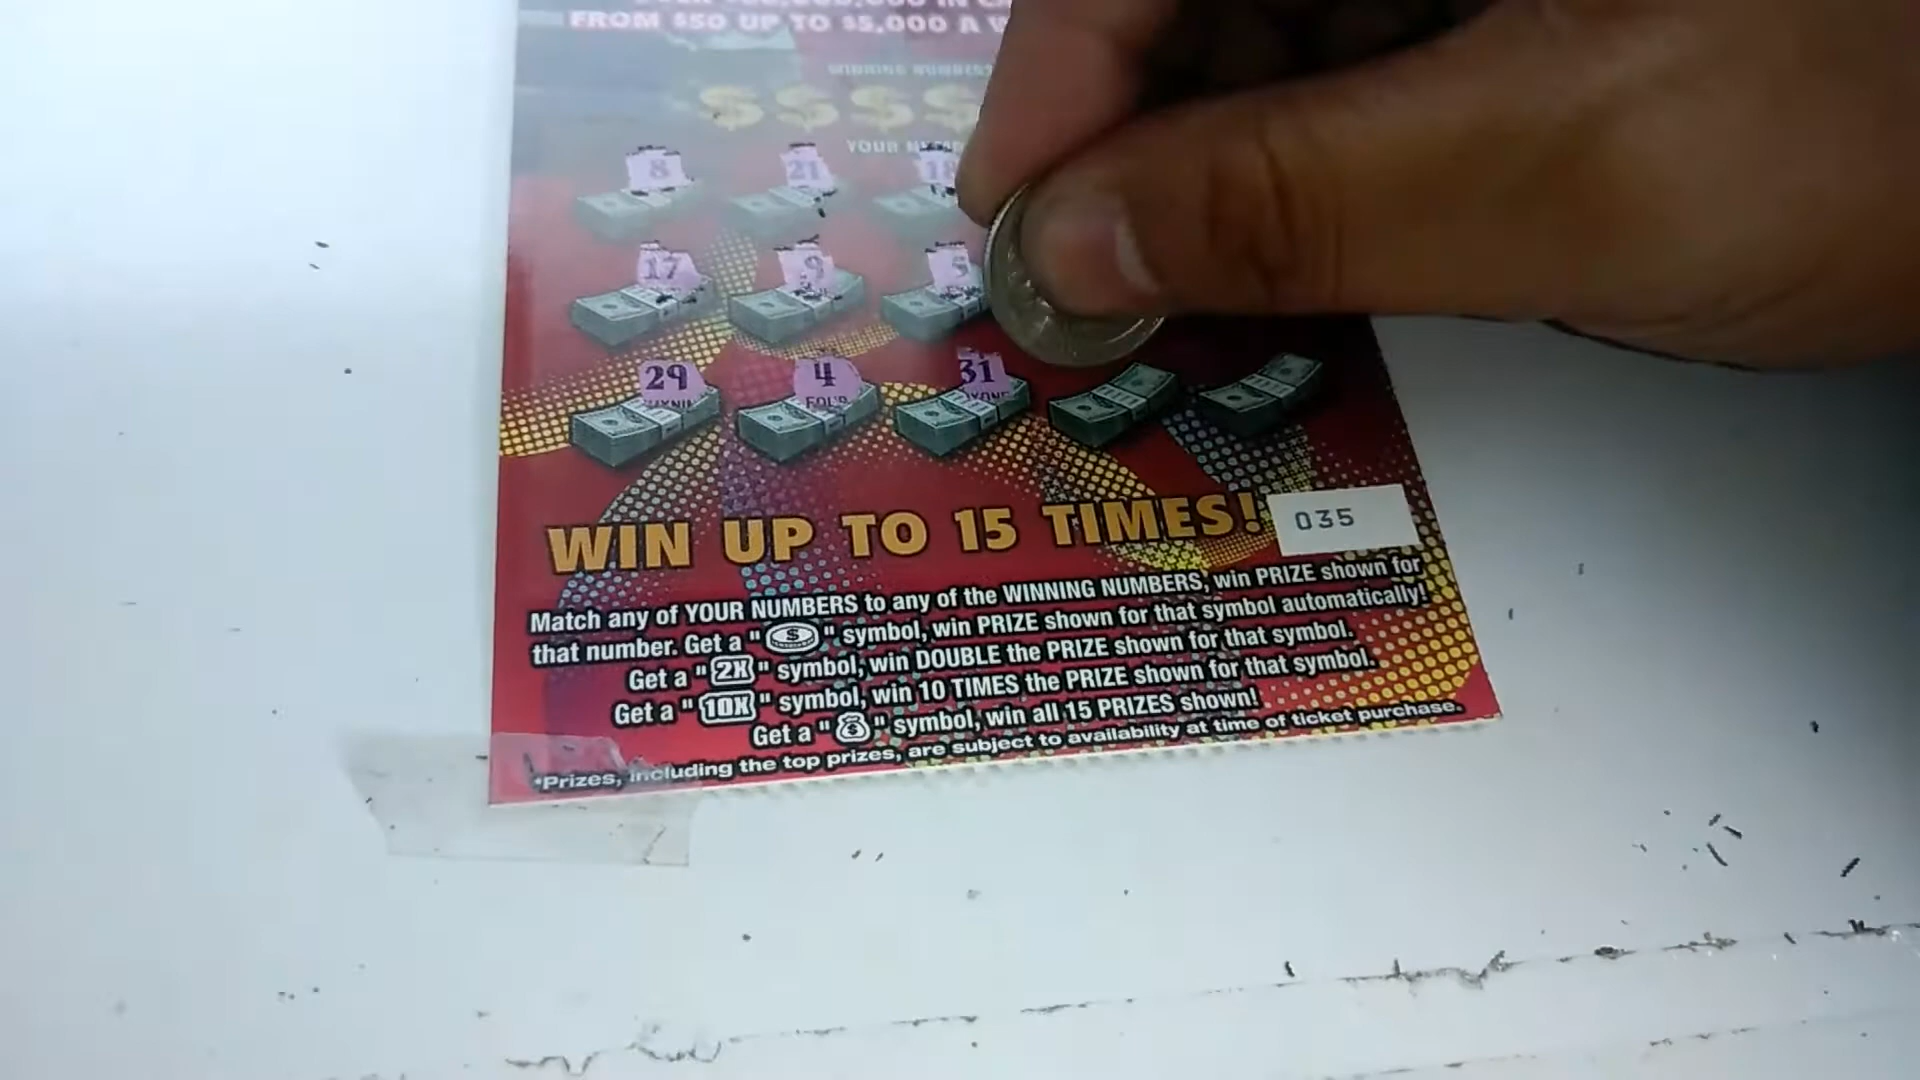 FROM $50 UP TO $5,000 A
WINNING NUMBERS
$ $ $ $
YOUR
8 21 18
17 9 5
29 4 31
FOUR
WIN UP TO 15 TIMES!
035
Match any of YOUR NUMBERS to any of the WINNING NUMBERS, win PRIZE shown for
that number. Get a "$" symbol, win PRIZE shown for that symbol automatically!
Get a "2X" symbol, win DOUBLE the PRIZE shown for that symbol.
Get a "10X" symbol, win 10 TIMES the PRIZE shown for that symbol.
Get a "$" symbol, win all 15 PRIZES shown!
*Prizes, including the top prizes, are subject to availability at time of ticket purchase.